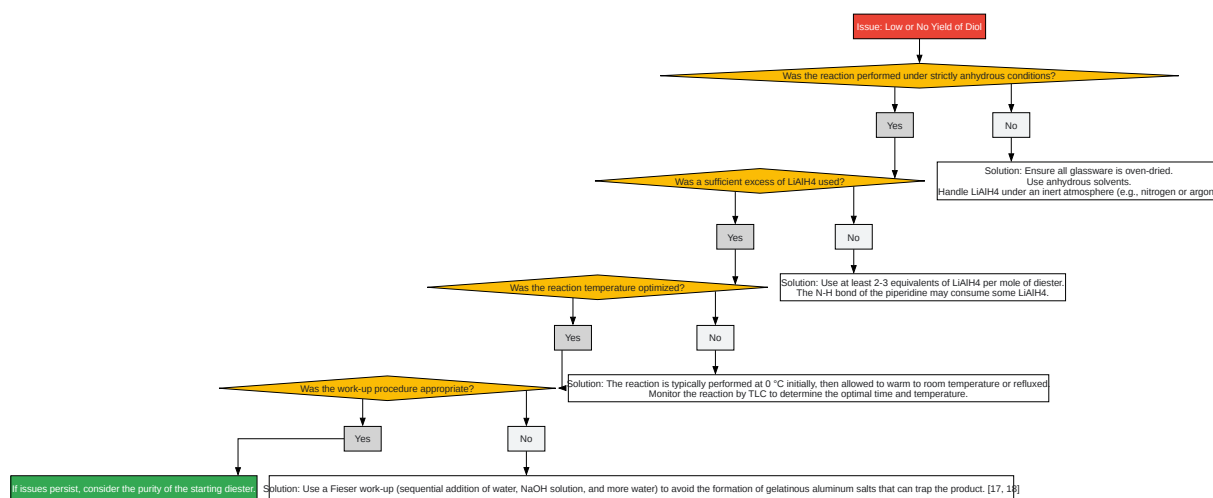 Issue: Low or No Yield of Diol
Was the reaction performed under strictly anhydrous conditions?
Yes
No
Solution: Ensure all glassware is oven-dried.
Use anhydrous solvents.
Handle LiAlH4 under an inert atmosphere (e.g., nitrogen or argon
Was a sufficient excess of LiAlH4 used?
Yes
No
Solution: Use at least 2-3 equivalents of LiAlH4 per mole of diester.
The N-H bond of the piperidine may consume some LiAlH4.
Was the reaction temperature optimized?
Yes
No
Solution: The reaction is typically performed at 0 °C initially, then allowed to warm to room temperature or refluxed.
Monitor the reaction by TLC to determine the optimal time and temperature.
Was the work-up procedure appropriate?
Yes
No
If issues persist, consider the purity of the starting diester.
Solution: Use a Fieser work-up (sequential addition of water, NaOH solution, and more water) to avoid the formation of gelatinous aluminum salts that can trap the product. [17, 18]